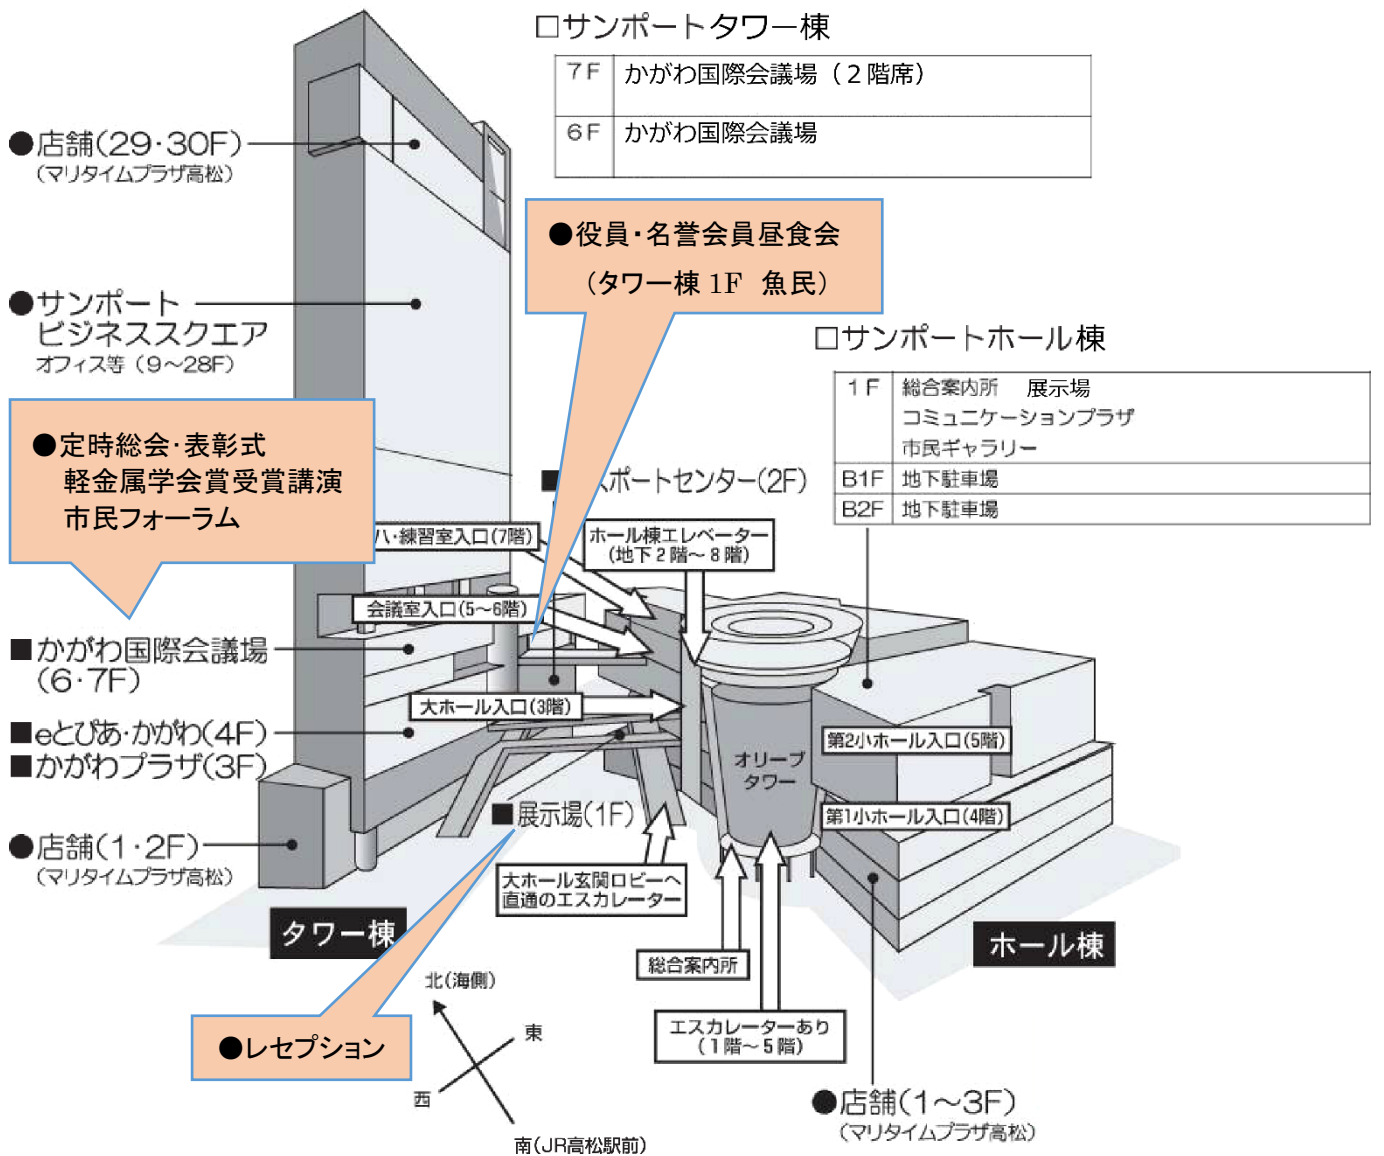 □サンポートタワー棟
7F かがわ国際会議場（２階席）
6F かがわ国際会議場
●店舗(29・30F)
(マリタイムプラザ高松)
●役員・名誉会員昼食会
（タワー棟 1F 魚民）
●サンポート
ビジネススクエア
オフィス等（9〜28F）
□サンポートホール棟
1F 総合案内所 展示場
コミュニケーションプラザ
市民ギャラリー
B1F 地下駐車場
B2F 地下駐車場
●定時総会・表彰式
軽金属学会賞受賞講演
市民フォーラム
スポートセンター(2F)
ハ・練習室入口(7階)
ホール棟エレベーター
(地下２階〜８階)
会議室入口(5〜6階)
■かがわ国際会議場
(6・7F)
大ホール入口(3階)
■eとぴあ・かがわ(4F)
■かがわプラザ(3F)
第2小ホール入口(5階)
オリーブ
タワー
■展示場(1F)
第1小ホール入口(4階)
●店舗(1・2F)
(マリタイムプラザ高松)
大ホール玄関ロビーへ
直通のエスカレーター
タワー棟
ホール棟
総合案内所
北(海側)
東
西
南(JR高松駅前)
●レセプション
エスカレーターあり
(１階〜５階)
●店舗(1〜3F)
(マリタイムプラザ高松)